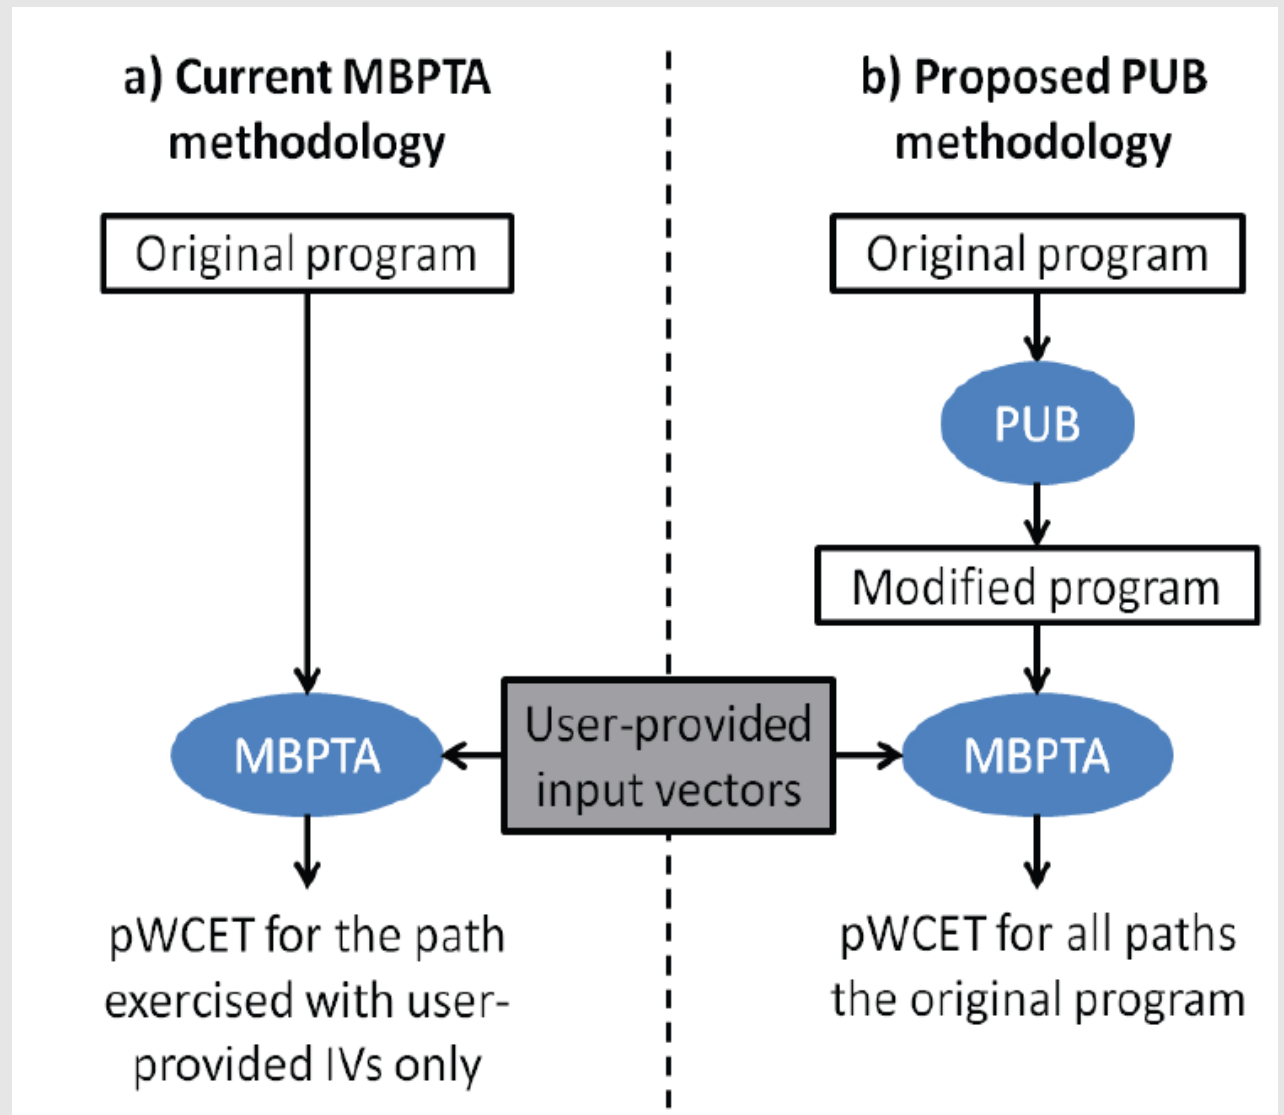 a) Current MBPTA
methodology
Original program
MBPTA
pWCET for the path
exercised with user-
provided IVs only
User-provided
input vectors
b) Proposed PUB
methodology
Original program
PUB
Modified program
MBPTA
pWCET for all paths
the original program